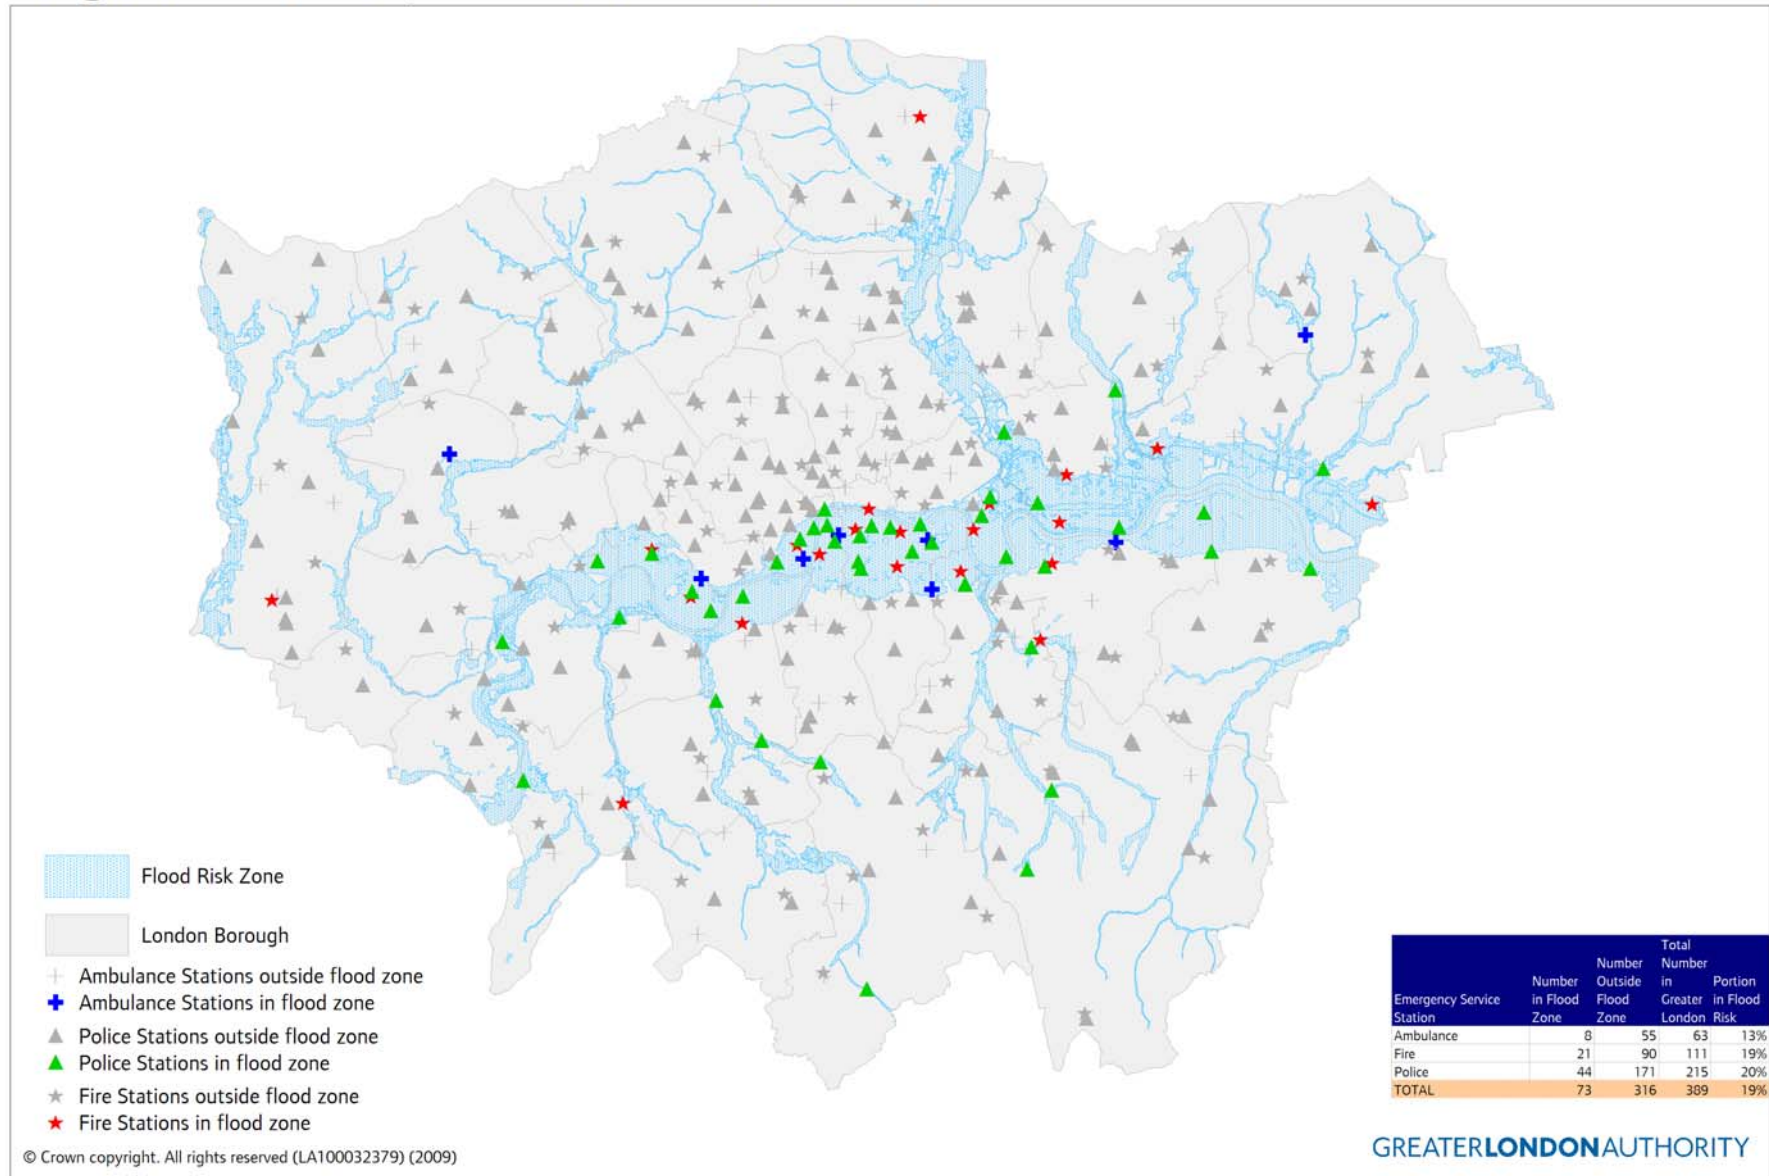 Flood Risk Zone
London Borough
Ambulance Stations outside flood zone
Ambulance Stations in flood zone
Police Stations outside flood zone
Police Stations in flood zone
Fire Stations outside flood zone
Fire Stations in flood zone
© Crown copyright. All rights reserved (LA100032379) (2009)
Emergency Service Station Number in Flood Zone Number Outside Flood Zone Total Number in Greater London Portion in Flood Risk
Ambulance 8 55 63 13%
Fire 21 90 111 19%
Police 44 171 215 20%
TOTAL 73 316 389 19%
GREATERLONDONAUTHORITY